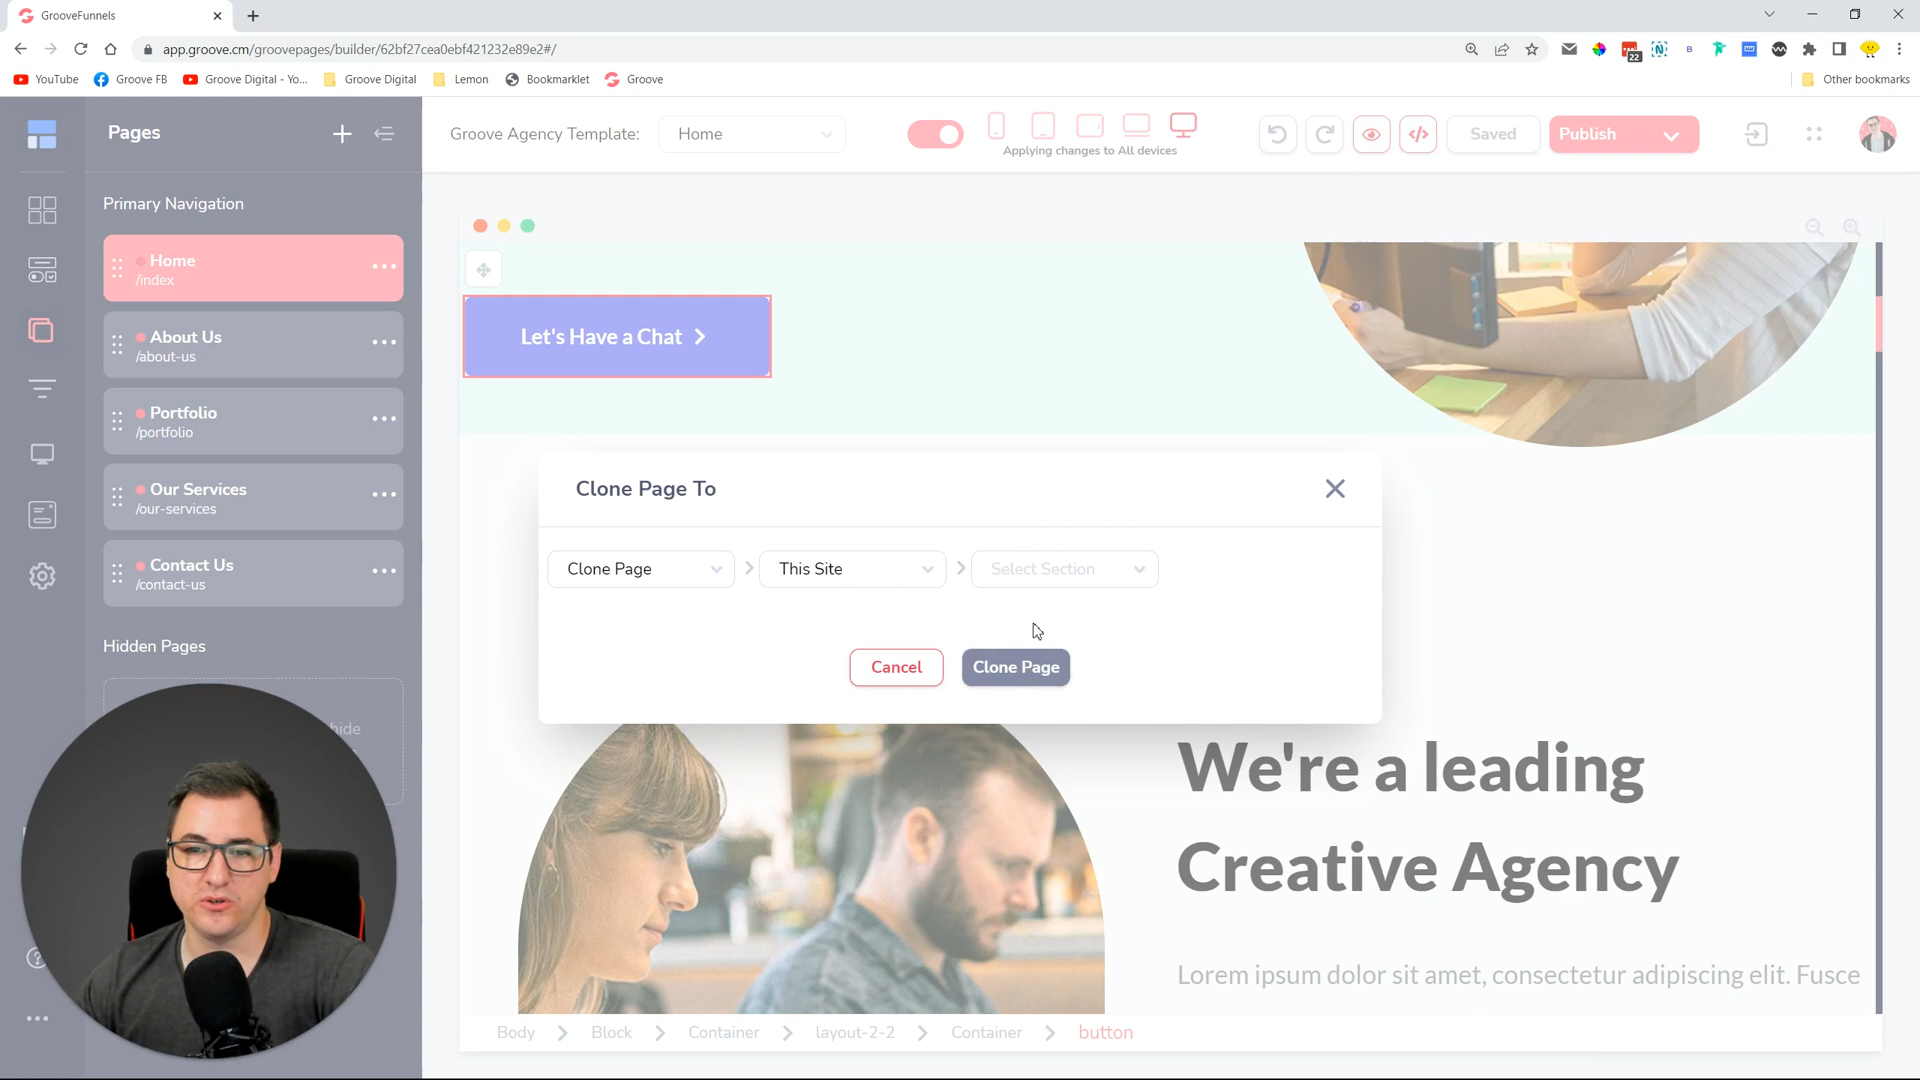 GrooveFunnels
app.groove.cm/groovepages/builder/62bf27cea0ebf421232e89e2#/
22
YouTube
Groove FB
Groove Digital - Yo...
Groove Digital
Lemon
Bookmarklet
Groove
Other bookmarks
Pages
Groove Agency Template:
Home
Applying changes to All devices
Saved
Publish
Primary Navigation
Home
/index
About Us
/about-us
Portfolio
/portfolio
Our Services
/our-services
Contact Us
/contact-us
Hidden Pages
hide
Let's Have a Chat
Clone Page To
Clone Page
This Site
Select Section
Cancel
Clone Page
We're a leading
Creative Agency
Lorem ipsum dolor sit amet, consectetur adipiscing elit. Fusce
Body
Block
Container
layout-2-2
Container
button